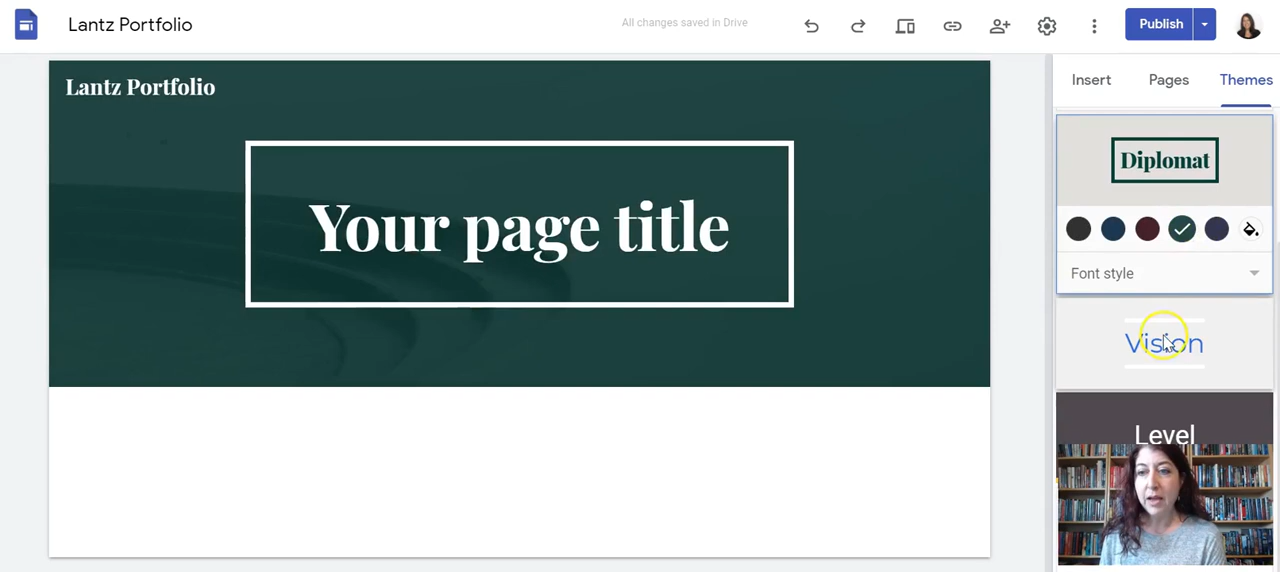 Lantz Portfolio
All changes saved in Drive
Publish
Insert Pages Themes
Lantz Portfolio
Your page title
Diplomat
Font style
Vision
Level